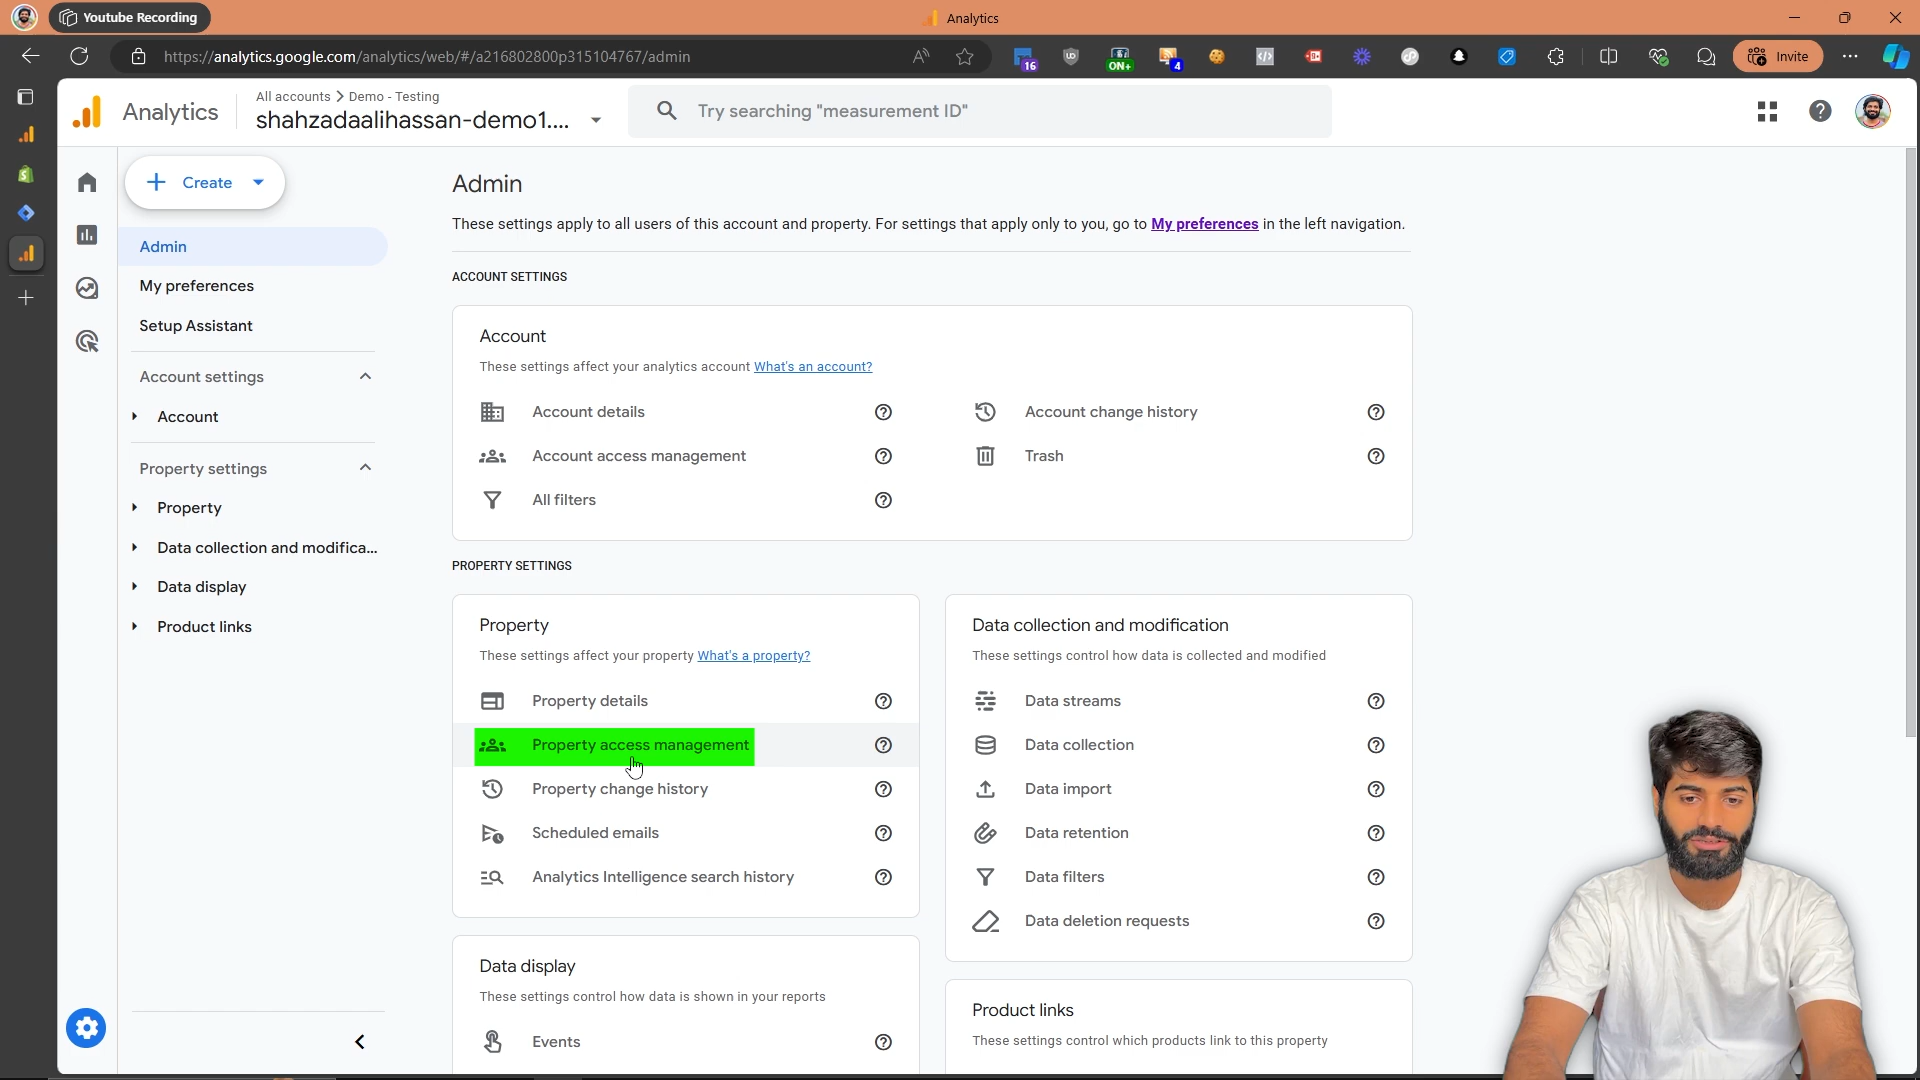 Youtube Recording
Analytics
https://analytics.google.com/analytics/web/#/a216802800p315104767/admin
16
ON+
4
Invite
Analytics
All accounts > Demo - Testing
shahzadaalihassan-demo1....
Try searching "measurement ID"
Create
Admin
My preferences
Setup Assistant
Account settings
Account
Property settings
Property
Data collection and modifica...
Data display
Product links
Admin
These settings apply to all users of this account and property. For settings that apply only to you, go to My preferences in the left navigation.
ACCOUNT SETTINGS
Account
These settings affect your analytics account What's an account?
Account details
Account change history
Account access management
Trash
All filters
PROPERTY SETTINGS
Property
These settings affect your property What's a property?
Property details
Property access management
Property change history
Scheduled emails
Analytics Intelligence search history
Data collection and modification
These settings control how data is collected and modified
Data streams
Data collection
Data import
Data retention
Data filters
Data deletion requests
Data display
These settings control how data is shown in your reports
Events
Product links
These settings control which products link to this property